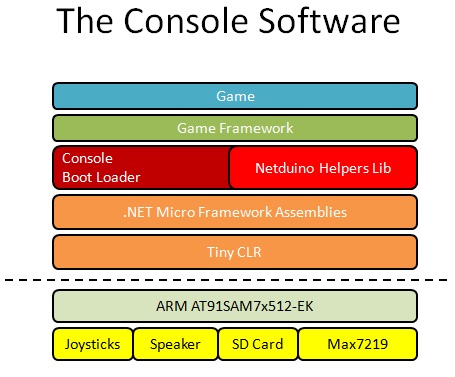 The Console Software
Game
Game Framework
Console
Boot Loader
Netduino Helpers Lib
.NET Micro Framework Assemblies
Tiny CLR
ARM AT91SAM7x512-EK
Joysticks
Speaker
SD Card
Max7219